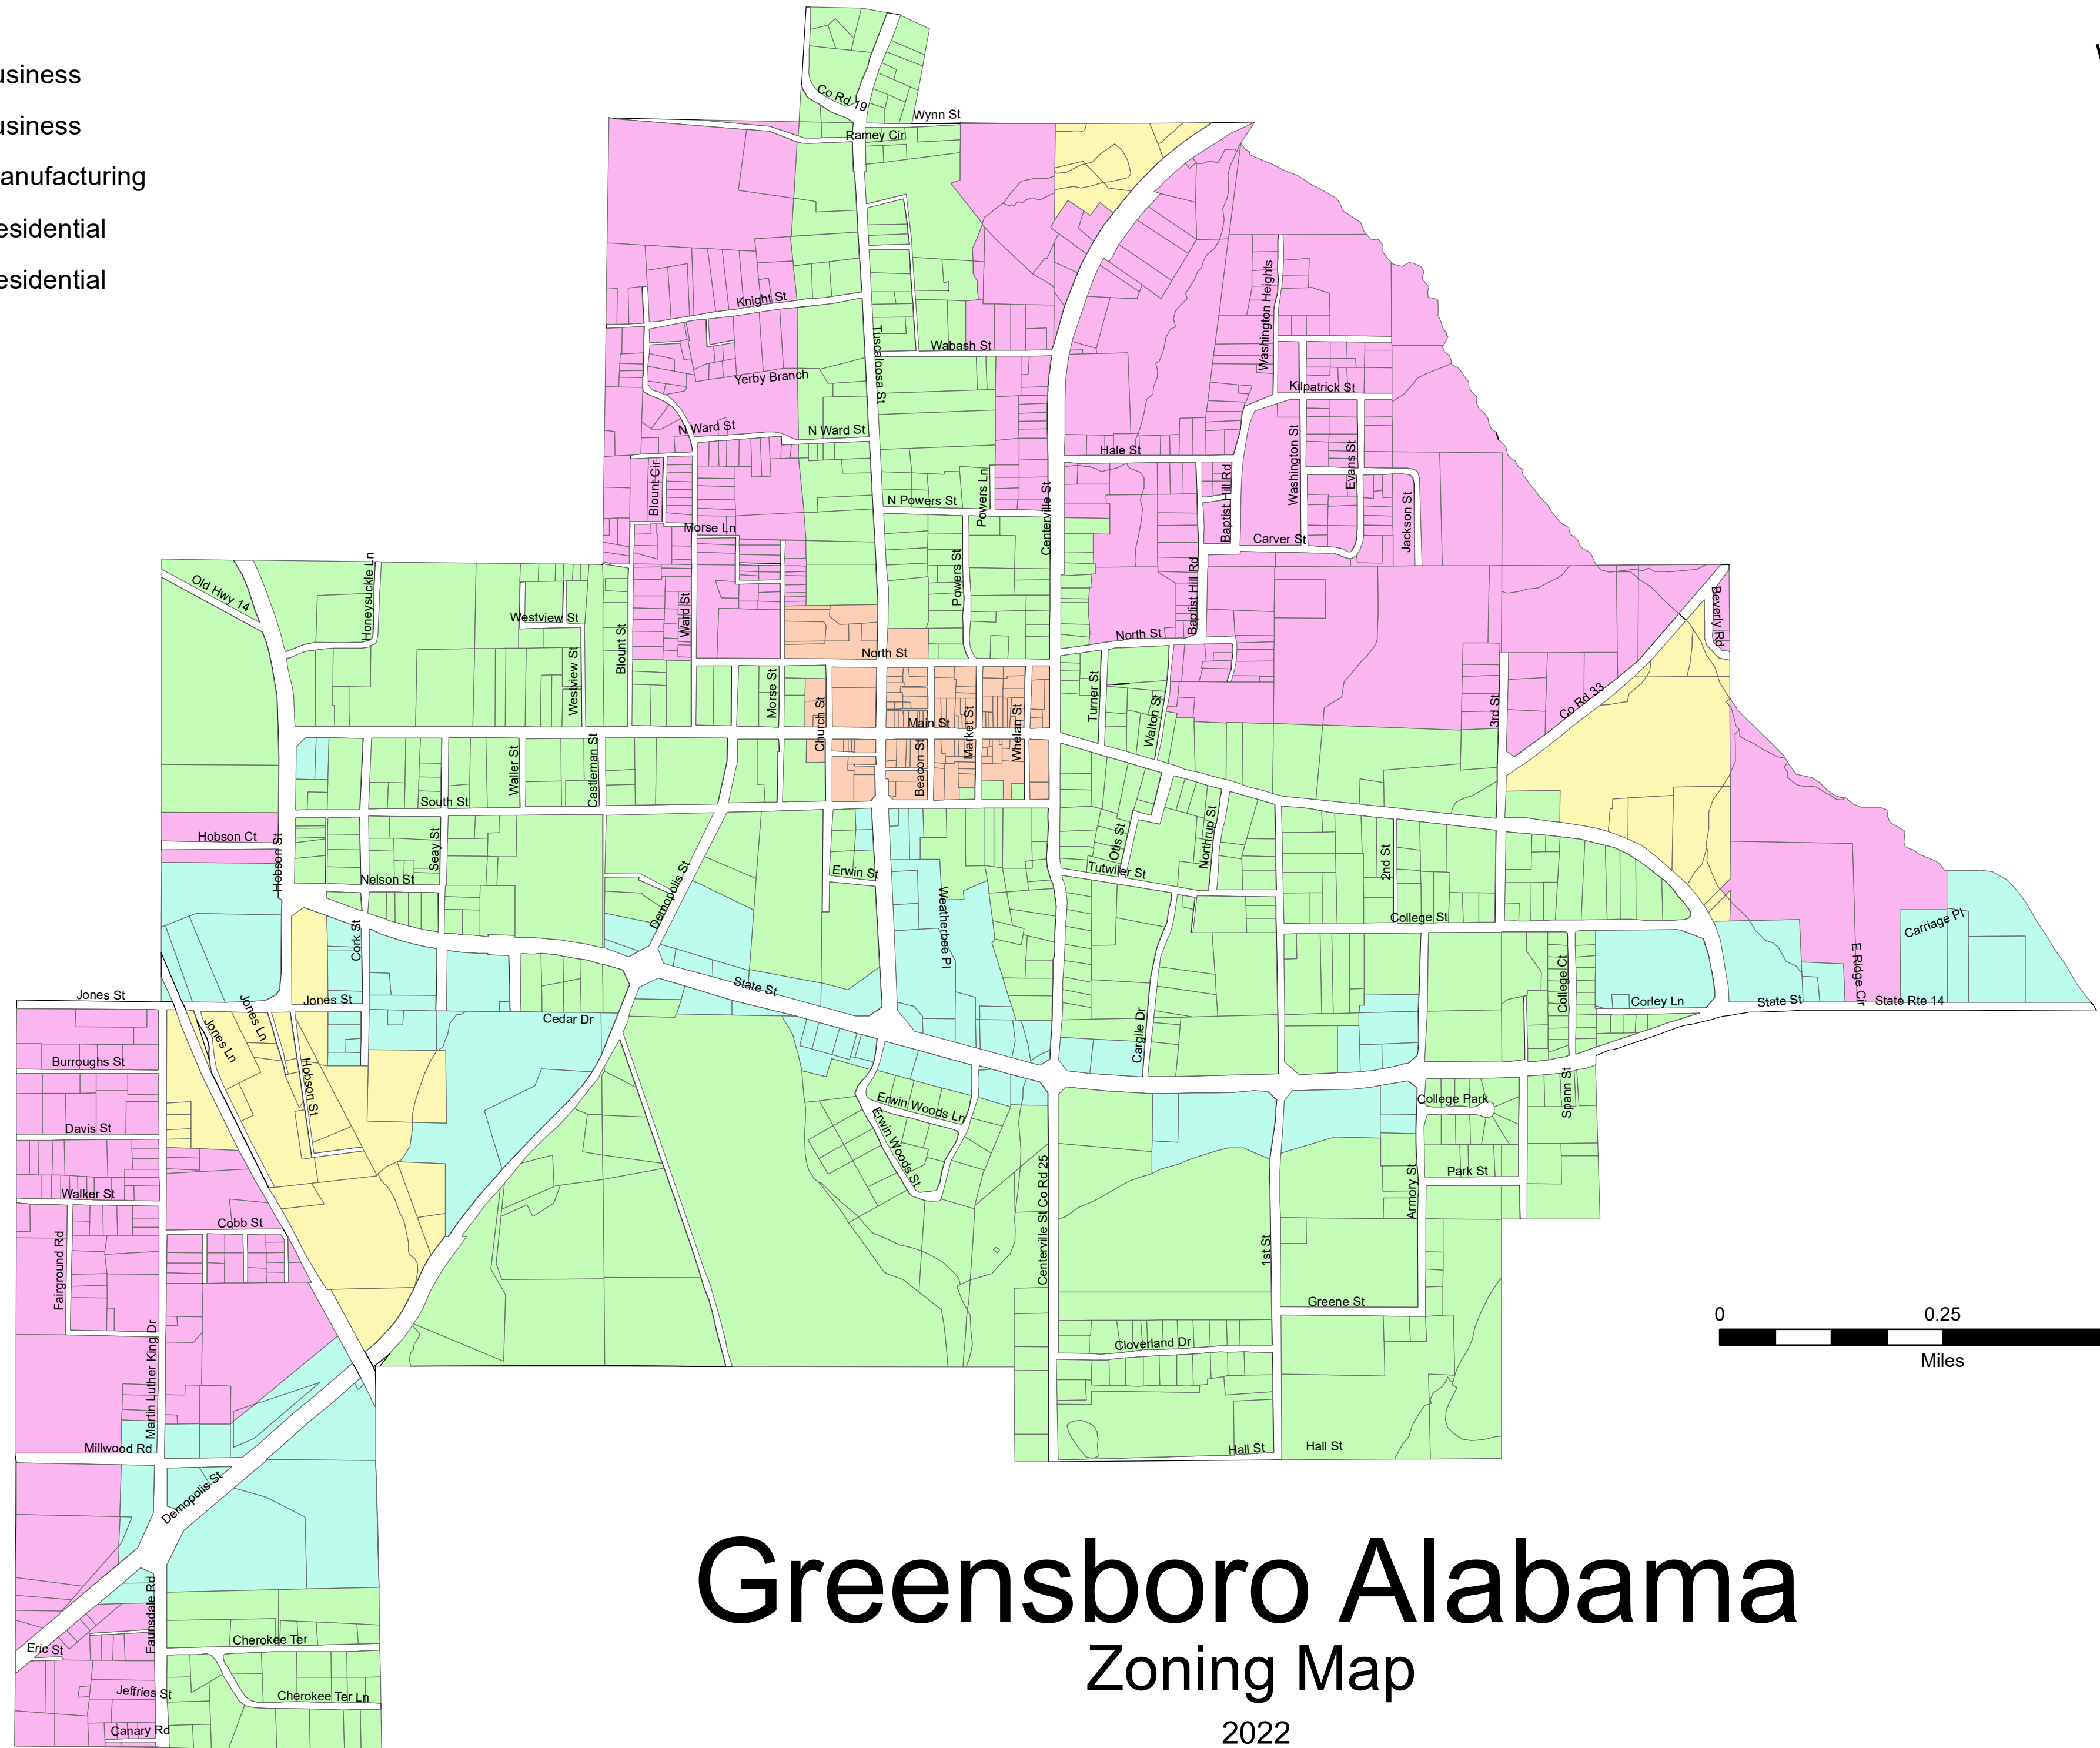 usiness
usiness
anufacturing
esidential
esidential
Co Rd 19
Wynn St
Ramey Cir
Knight St
Tuscaloosa St
Wabash St
Yerby Branch
N Ward St
N Ward St
Washington Heights
Kilpatrick St
Hale St
Blount Cir
N Powers St
Powers Ln
Centerville St
Baptist Hill Rd
Washington St
Evans St
Jackson St
Morse Ln
Carver St
Old Hwy 14
Honeysuckle Ln
Westview St
Westview St
Blount St
Ward St
Powers St
Baptist Hill Rd
North St
North St
Beverly Rd
Morse St
Church St
Main St
Market St
Whelan St
Turner St
Walton St
3rd St
Co Rd 33
Waller St
Castleman St
Beacon St
South St
Hobson Ct
Hobson St
Seay St
Nelson St
Demopolis St
Erwin St
Weatherbee Pl
Otis St
Northrup St
Tutwiler St
2nd St
College St
Carriage Pl
Cork St
E Ridge Cir
Jones St
Jones St
Jones Ln
Jones Ln
State St
College Ct
Corley Ln
State St
State Rte 14
Cedar Dr
Cargile Dr
Burroughs St
Hobson St
Davis St
Erwin Woods Ln
Erwin Woods St
College Park
Spann St
Park St
Armory St
Walker St
Cobb St
Fairground Rd
Centerville St Co Rd 25
1st St
Greene St
Cloverland Dr
Martin Luther King Dr
Millwood Rd
Hall St
Hall St
Demopolis St
Faunsdale Rd
Cherokee Ter
Eric St
Jeffries St
Cherokee Ter Ln
Canary Rd
0
0.25
Miles
Greensboro Alabama
Zoning Map
2022